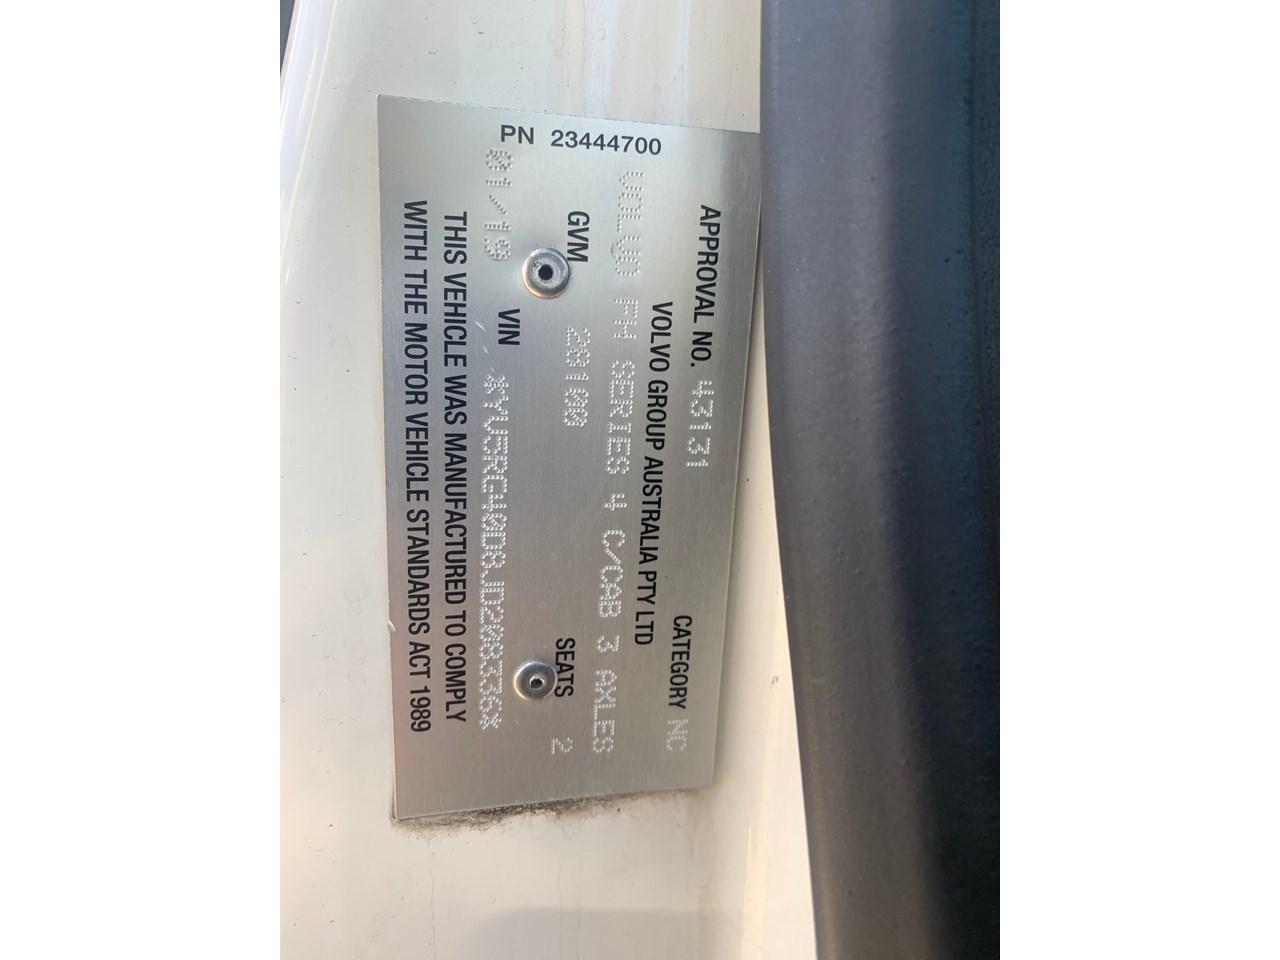 APPROVAL NO. 43131 CATEGORY NC
VOLVO GROUP AUSTRALIA PTY LTD
VOLVO FM SERIES 4 C/CAB 3 AXLES
GVM 28100 SEATS 2
01/19 VIN *YV5RG40D8JD208336*
THIS VEHICLE WAS MANUFACTURED TO COMPLY
WITH THE MOTOR VEHICLE STANDARDS ACT 1989
PN 23444700